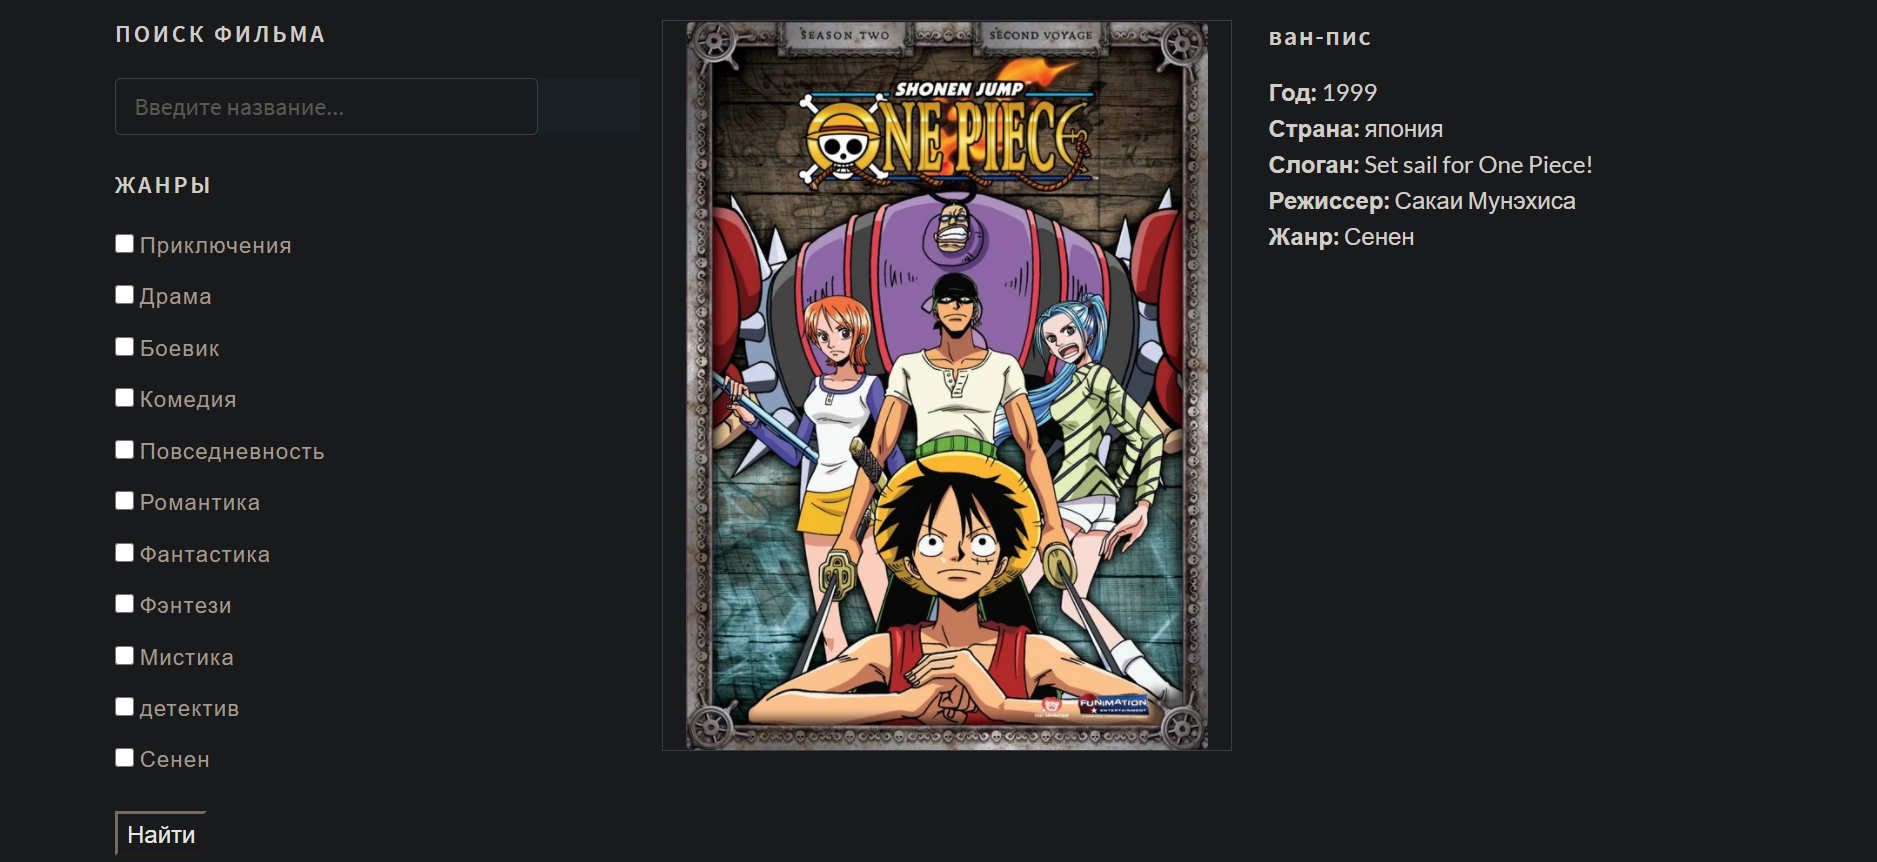 ПОИСК ФИЛЬМА
Введите название...
ЖАНРЫ
Приключения
Драма
Боевик
Комедия
Повседневность
Романтика
Фантастика
Фэнтези
Мистика
детектив
Сенен
Найти
SEASON TWO
SECOND VOYAGE
SHONEN JUMP
ONE PIECE
FUNIMATION
ENTERTAINMENT
ван-пис
Год: 1999
Страна: япония
Слоган: Set sail for One Piece!
Режиссер: Сакаи Мунэхиса
Жанр: Сенен